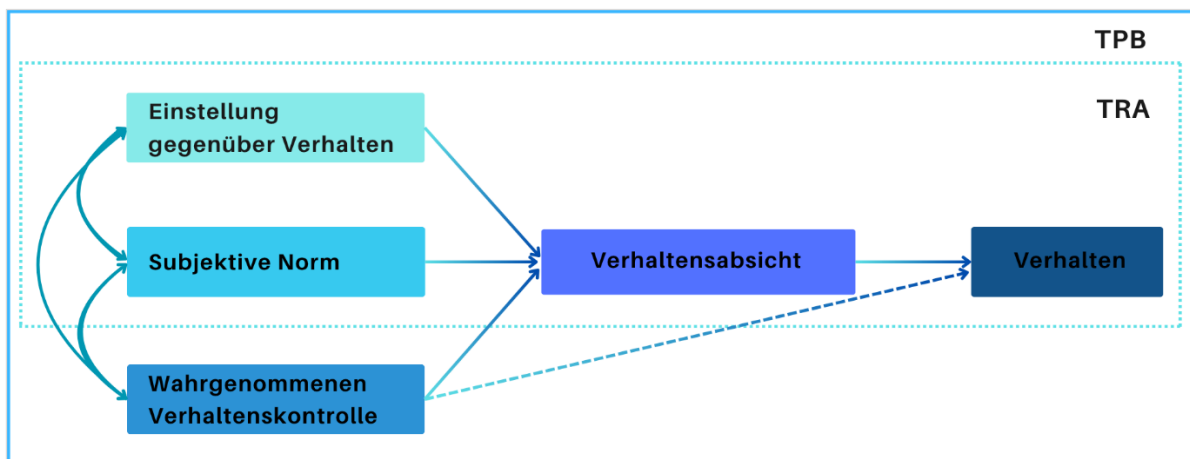 TPB
TRA
Einstellung
gegenüber Verhalten
Subjektive Norm
Verhaltensabsicht
Verhalten
Wahrgenommenen
Verhaltenskontrolle